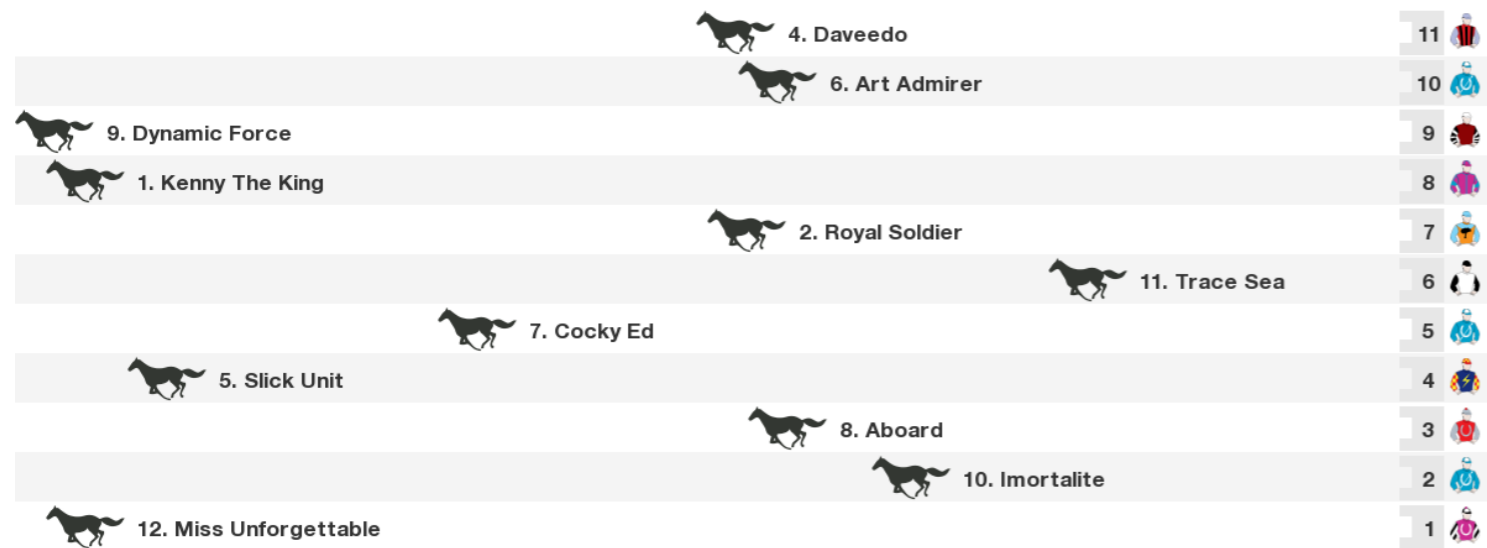 4. Daveedo 11
6. Art Admirer 10
9. Dynamic Force 9
1. Kenny The King 8
2. Royal Soldier 7
11. Trace Sea 6
7. Cocky Ed 5
5. Slick Unit 4
8. Aboard 3
10. Imortalite 2
12. Miss Unforgettable 1